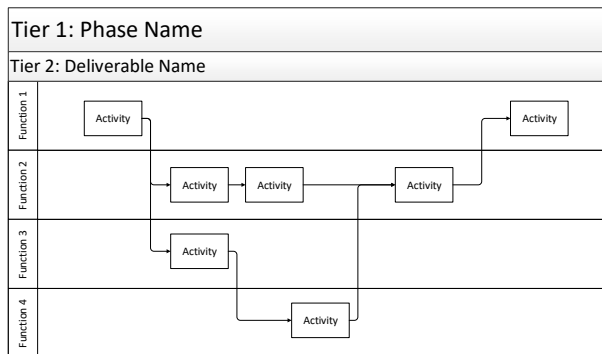 Tier 1: Phase Name
Tier 2: Deliverable Name
Function 1
Activity
Activity
Function 2
Activity
Activity
Activity
Function 3
Activity
Function 4
Activity